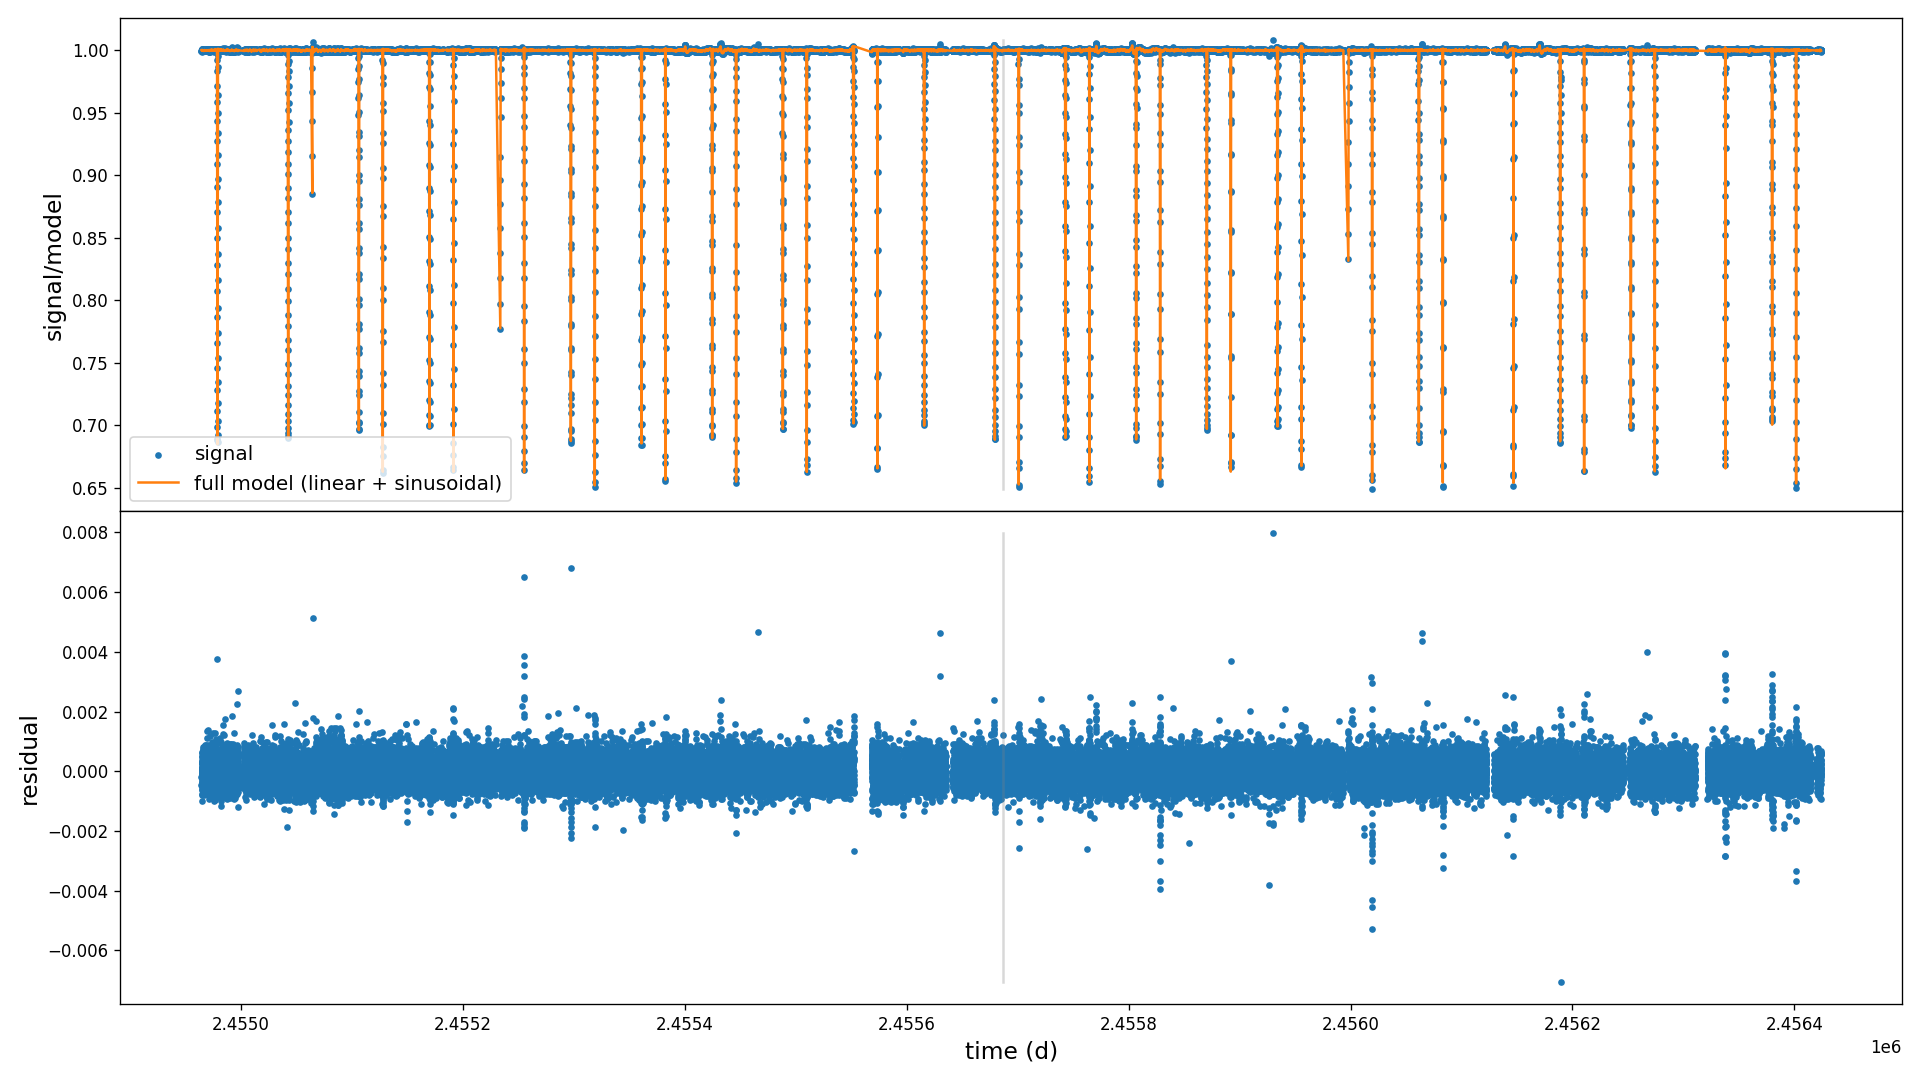 1.00
0.95
0.90
0.85
0.80
0.75
0.70
0.65
signal/model
signal
full model (linear + sinusoidal)
0.008
0.006
0.004
0.002
0.000
−0.002
−0.004
−0.006
residual
2.4550 2.4552 2.4554 2.4556 2.4558 2.4560 2.4562 2.4564
1e6
time (d)